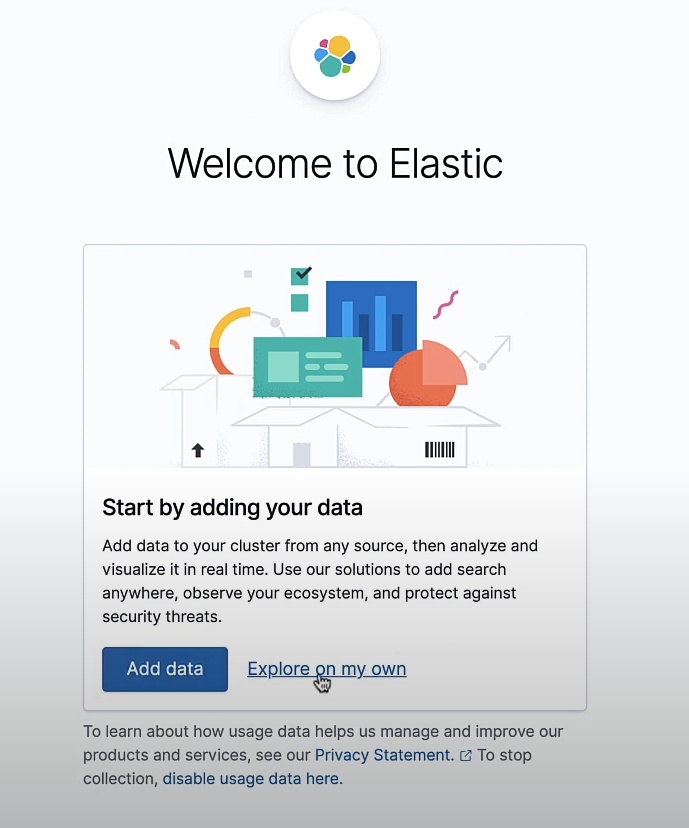 Welcome to Elastic
Start by adding your data
Add data to your cluster from any source, then analyze and
visualize it in real time. Use our solutions to add search
anywhere, observe your ecosystem, and protect against
security threats.
Add data Explore on my own
To learn about how usage data helps us manage and improve our
products and services, see our Privacy Statement. To stop
collection, disable usage data here.